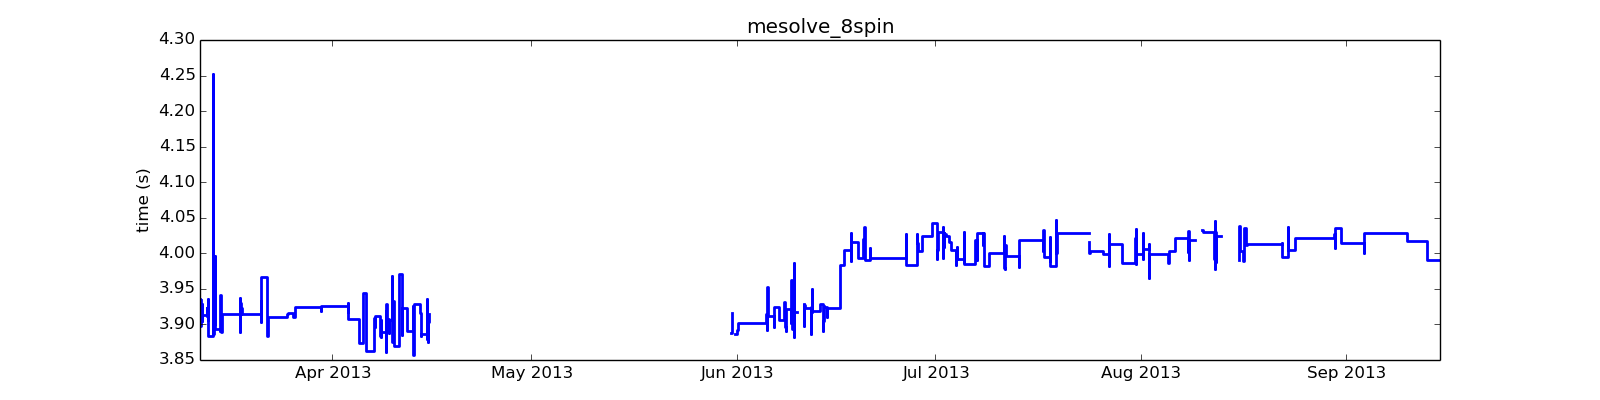 mesolve_8spin
4.30
4.25
4.20
4.15
4.10
4.05
4.00
3.95
3.90
3.85
time (s)
Apr 2013
May 2013
Jun 2013
Jul 2013
Aug 2013
Sep 2013